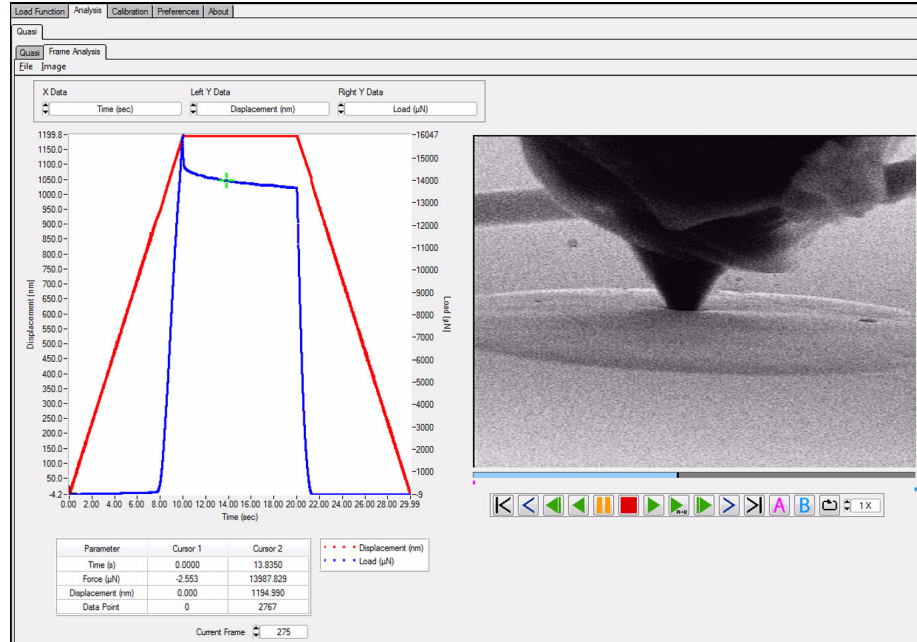 Load Function Analysis Calibration Preferences About
Quasi
Quasi Frame Analysis
File Image
X Data Left Y Data Right Y Data
Time (sec) Displacement (nm) Load (µN)
1199.8 16047
1150.0
1100.0 15000
1050.0
1000.0 14000
950.0 13000
900.0
850.0 12000
800.0 11000
750.0
700.0 10000
650.0 9000
600.0
550.0 8000
500.0 7000
450.0
400.0 6000
350.0 5000
300.0
250.0 4000
200.0 3000
150.0
100.0 2000
50.0 1000
-4.2 -9
Displacement (nm)
Load (µN)
0.00 2.00 4.00 6.00 8.00 10.00 12.00 14.00 16.00 18.00 20.00 22.00 24.00 26.00 28.00 29.99
Time (sec)
A→B A B 1X
Parameter Cursor 1 Cursor 2
Time (s) 0.0000 13.8350
Force (µN) -2.553 13987.829
Displacement (nm) 0.000 1194.990
Data Point 0 2767
Displacement (nm)
Load (µN)
Current Frame 275